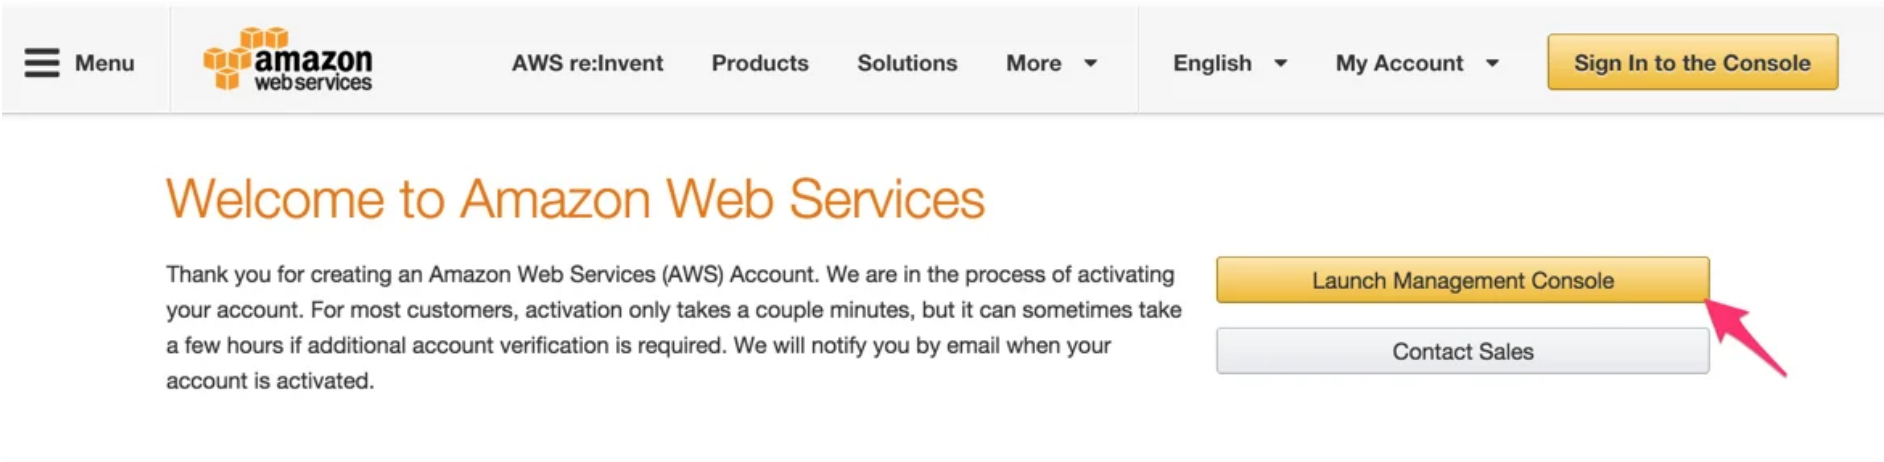 Menu
amazon
webservices
AWS re:Invent
Products
Solutions
More
English
My Account
Sign In to the Console
Welcome to Amazon Web Services
Thank you for creating an Amazon Web Services (AWS) Account. We are in the process of activating
your account. For most customers, activation only takes a couple minutes, but it can sometimes take
a few hours if additional account verification is required. We will notify you by email when your
account is activated.
Launch Management Console
Contact Sales